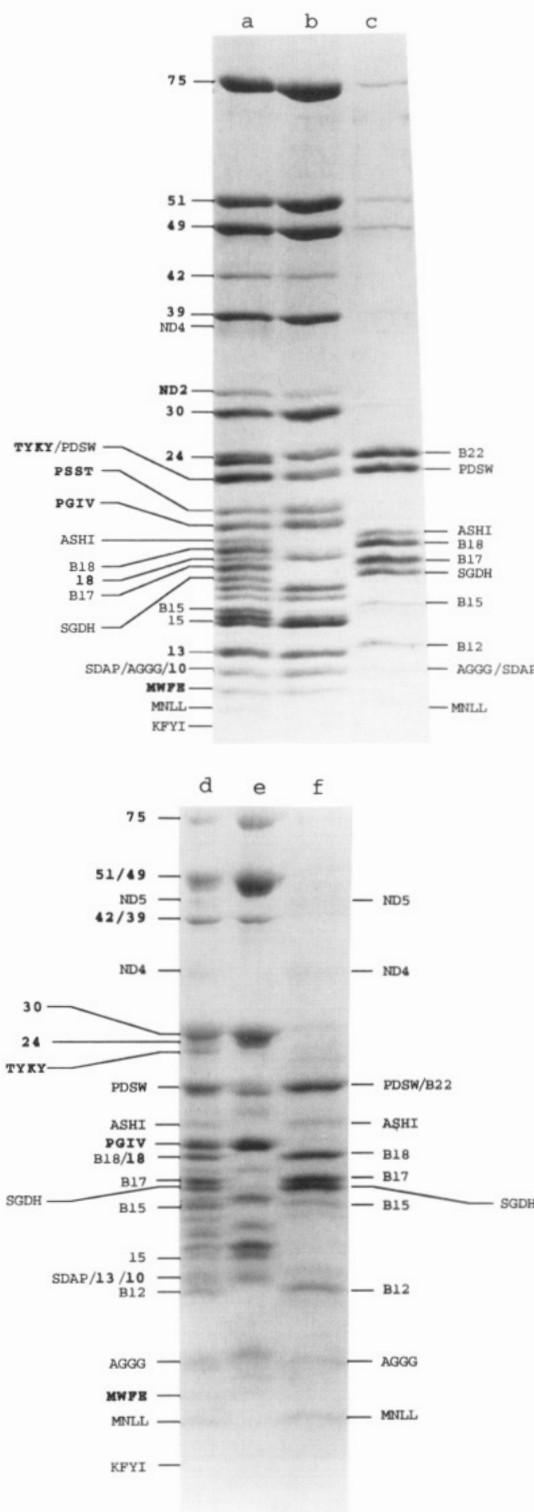 a b c
75
51
49
42
39
ND4
ND2
30
TYKY/PDSW
24
B22
PSST
PDSW
PGIV
ASHI
ASHI
B18
B18
18
B17
B17
SGDH
B15
B15
SGDH
15
13
B12
SDAP/AGGG/10
AGGG/SDAP
MWFE
MNLL
MNLL
KFYI
d e f
75
51/49
ND5
ND5
42/39
ND4
ND4
30
24
TYKY
PDSW
PDSW/B22
ASHI
ASHI
PGIV
B18/18
B18
B17
B17
SGDH
SGDH
B15
B15
15
SDAP/13/10
B12
B12
AGGG
AGGG
MWFE
MNLL
MNLL
KFYI